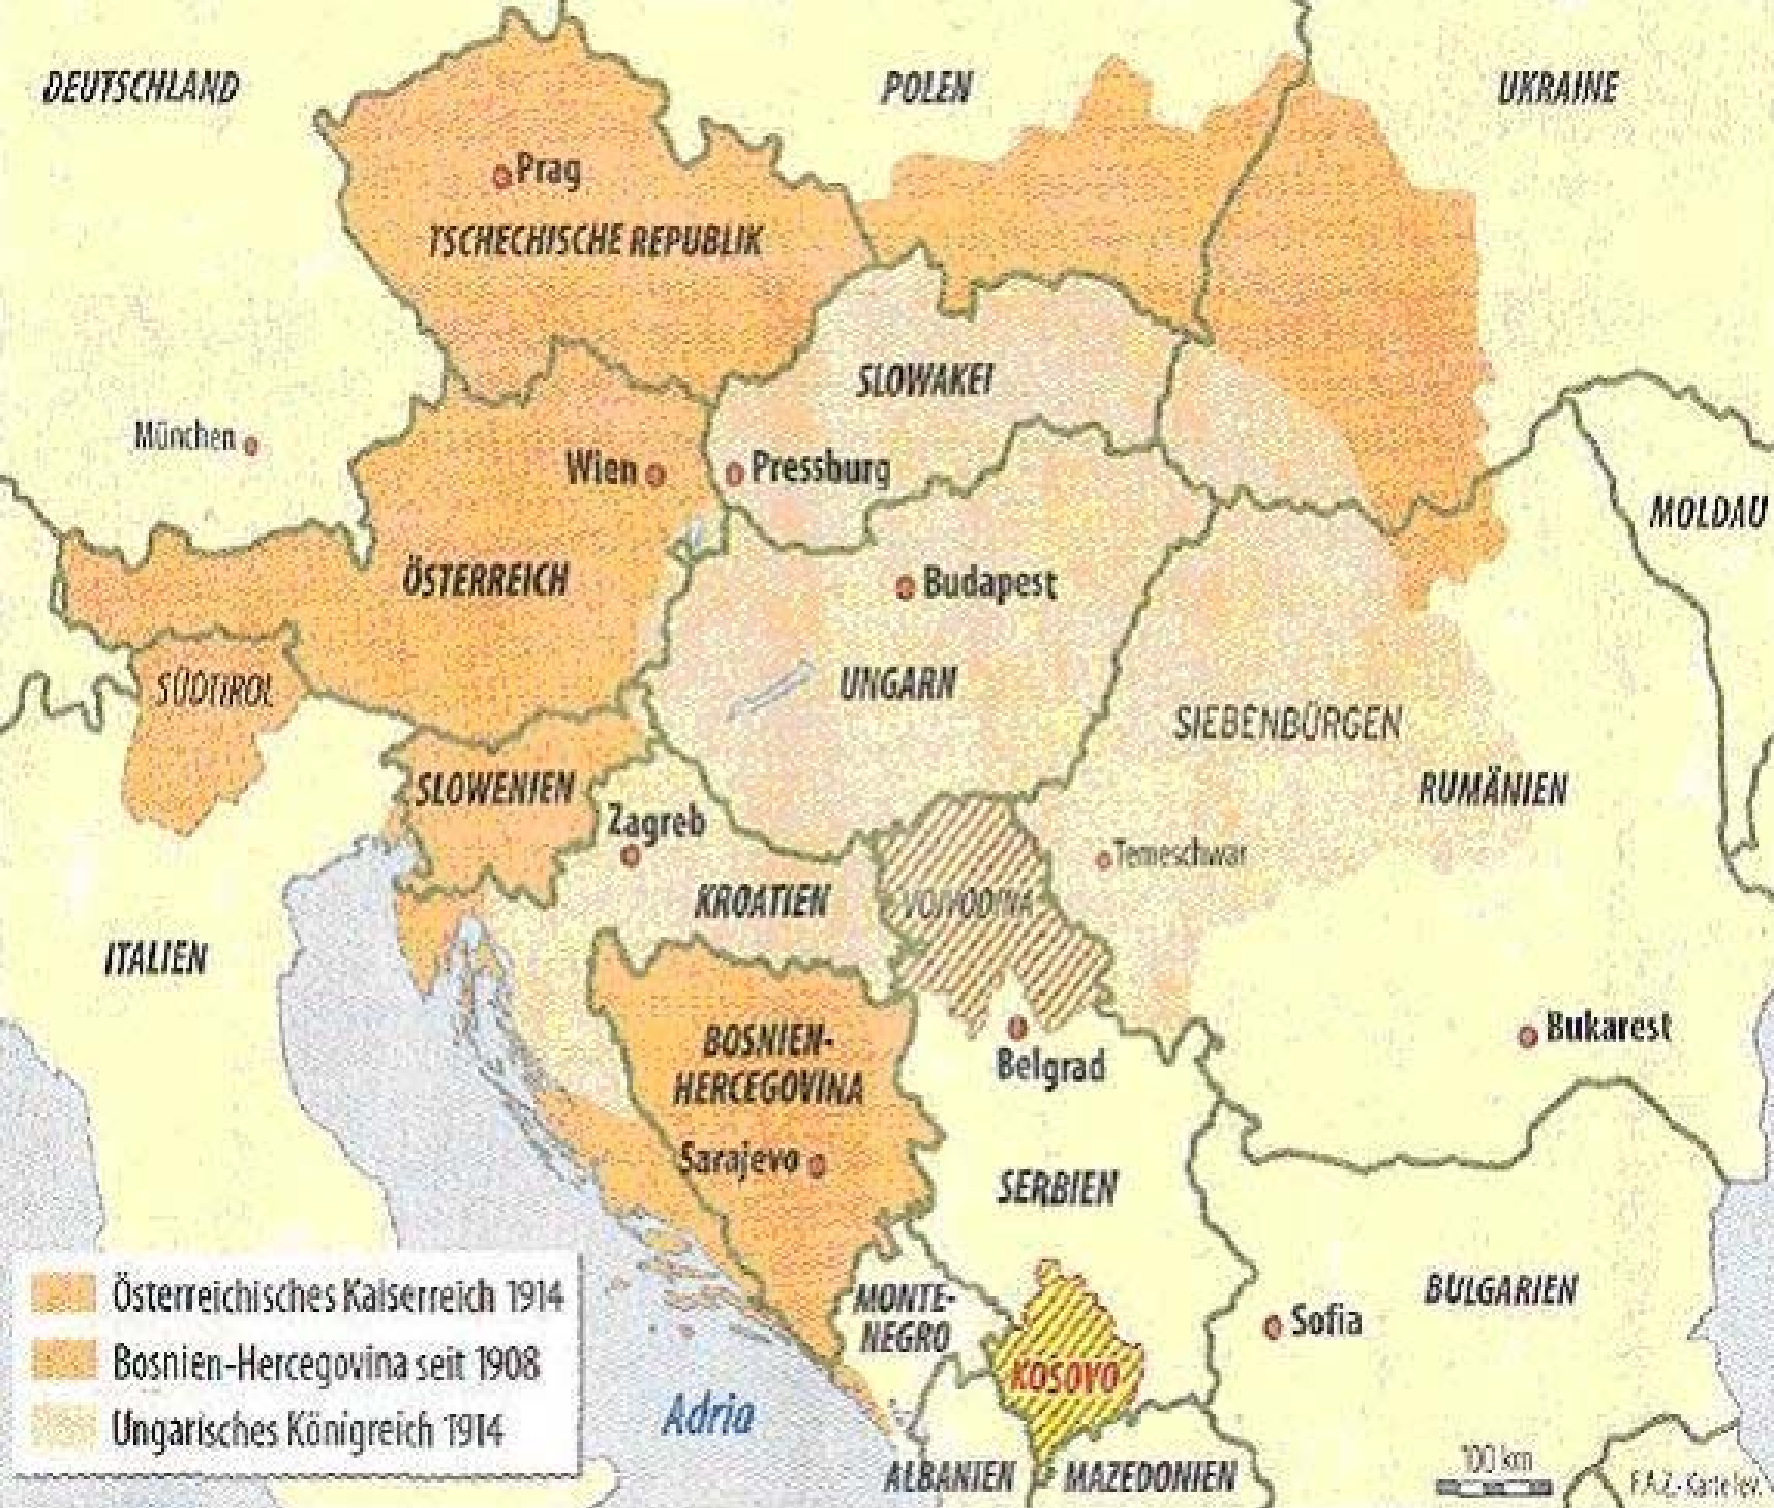 DEUTSCHLAND
POLEN
UKRAINE
Prag
TSCHECHISCHE REPUBLIK
SLOWAKEI
München
Wien
Pressburg
MOLDAU
ÖSTERREICH
Budapest
SÜDTIROL
UNGARN
SIEBENBÜRGEN
RUMÄNIEN
SLOWENIEN
Zagreb
Temeschwar
KROATIEN
VOJVODINA
ITALIEN
BOSNIEN-
HERCEGOVINA
Belgrad
Bukarest
Sarajevo
SERBIEN
MONTE-
NEGRO
KOSOVO
Sofia
BULGARIEN
Adria
ALBANIEN
MAZEDONIEN
Österreichisches Kaiserreich 1914
Bosnien-Hercegovina seit 1908
Ungarisches Königreich 1914
100 km
F.A.Z.-Karte lev.